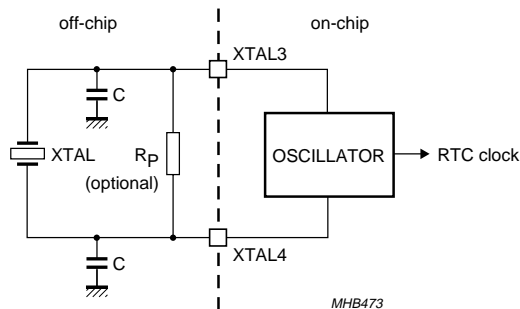 off-chip
on-chip
XTAL3
C
XTAL
RP
(optional)
OSCILLATOR
RTC clock
C
XTAL4
MHB473